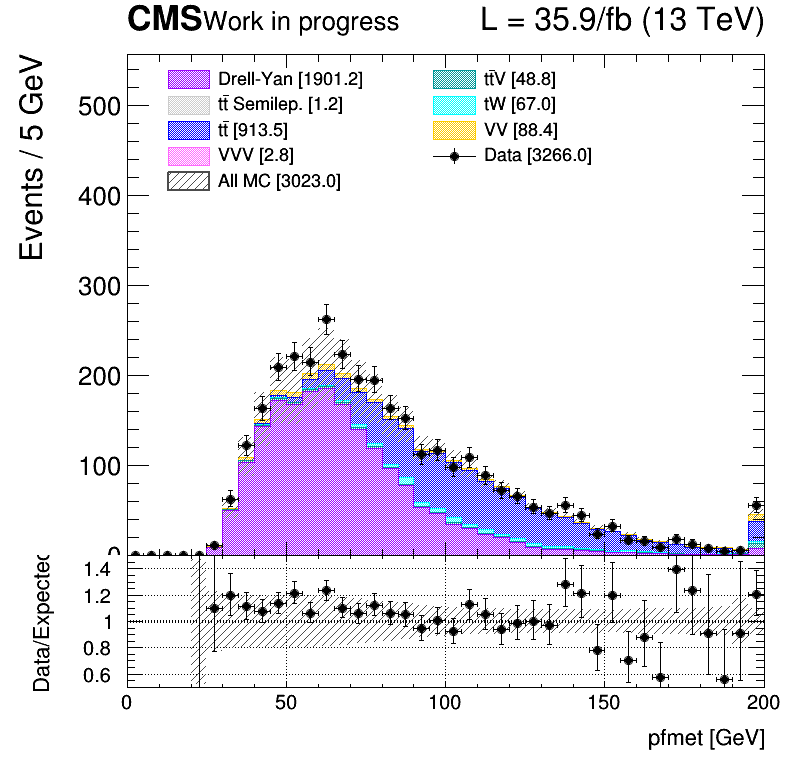 CMS Work in progress L = 35.9/fb (13 TeV)
Events / 5 GeV
Drell-Yan [1901.2]
tt̄ Semilep. [1.2]
tt̄ [913.5]
VVV [2.8]
All MC [3023.0]
tt̄V [48.8]
tW [67.0]
VV [88.4]
Data [3266.0]
500
400
300
200
100
0
Data/Expected
1.4
1.2
1
0.8
0.6
0 50 100 150 200
pfmet [GeV]